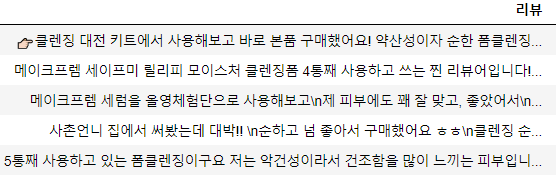 리뷰
👉🏻클렌징 대전 키트에서 사용해보고 바로 본품 구매했어요! 약산성이자 순한 폼클렌징...
메이크프렘 세이프미 릴리피 모이스처 클렌징폼 4통째 사용하고 쓰는 찐 리뷰어입니다!...
메이크프렘 세럼을 올영체험단으로 사용해보고\n제 피부에도 꽤 잘 맞고, 좋았어서\n...
사촌언니 집에서 써봤는데 대박!! \n순하고 넘 좋아서 구매했어요 ㅎㅎ\n클렌징 순...
5통째 사용하고 있는 폼클렌징이구요 저는 약건성이라서 건조함을 많이 느끼는 피부입니...